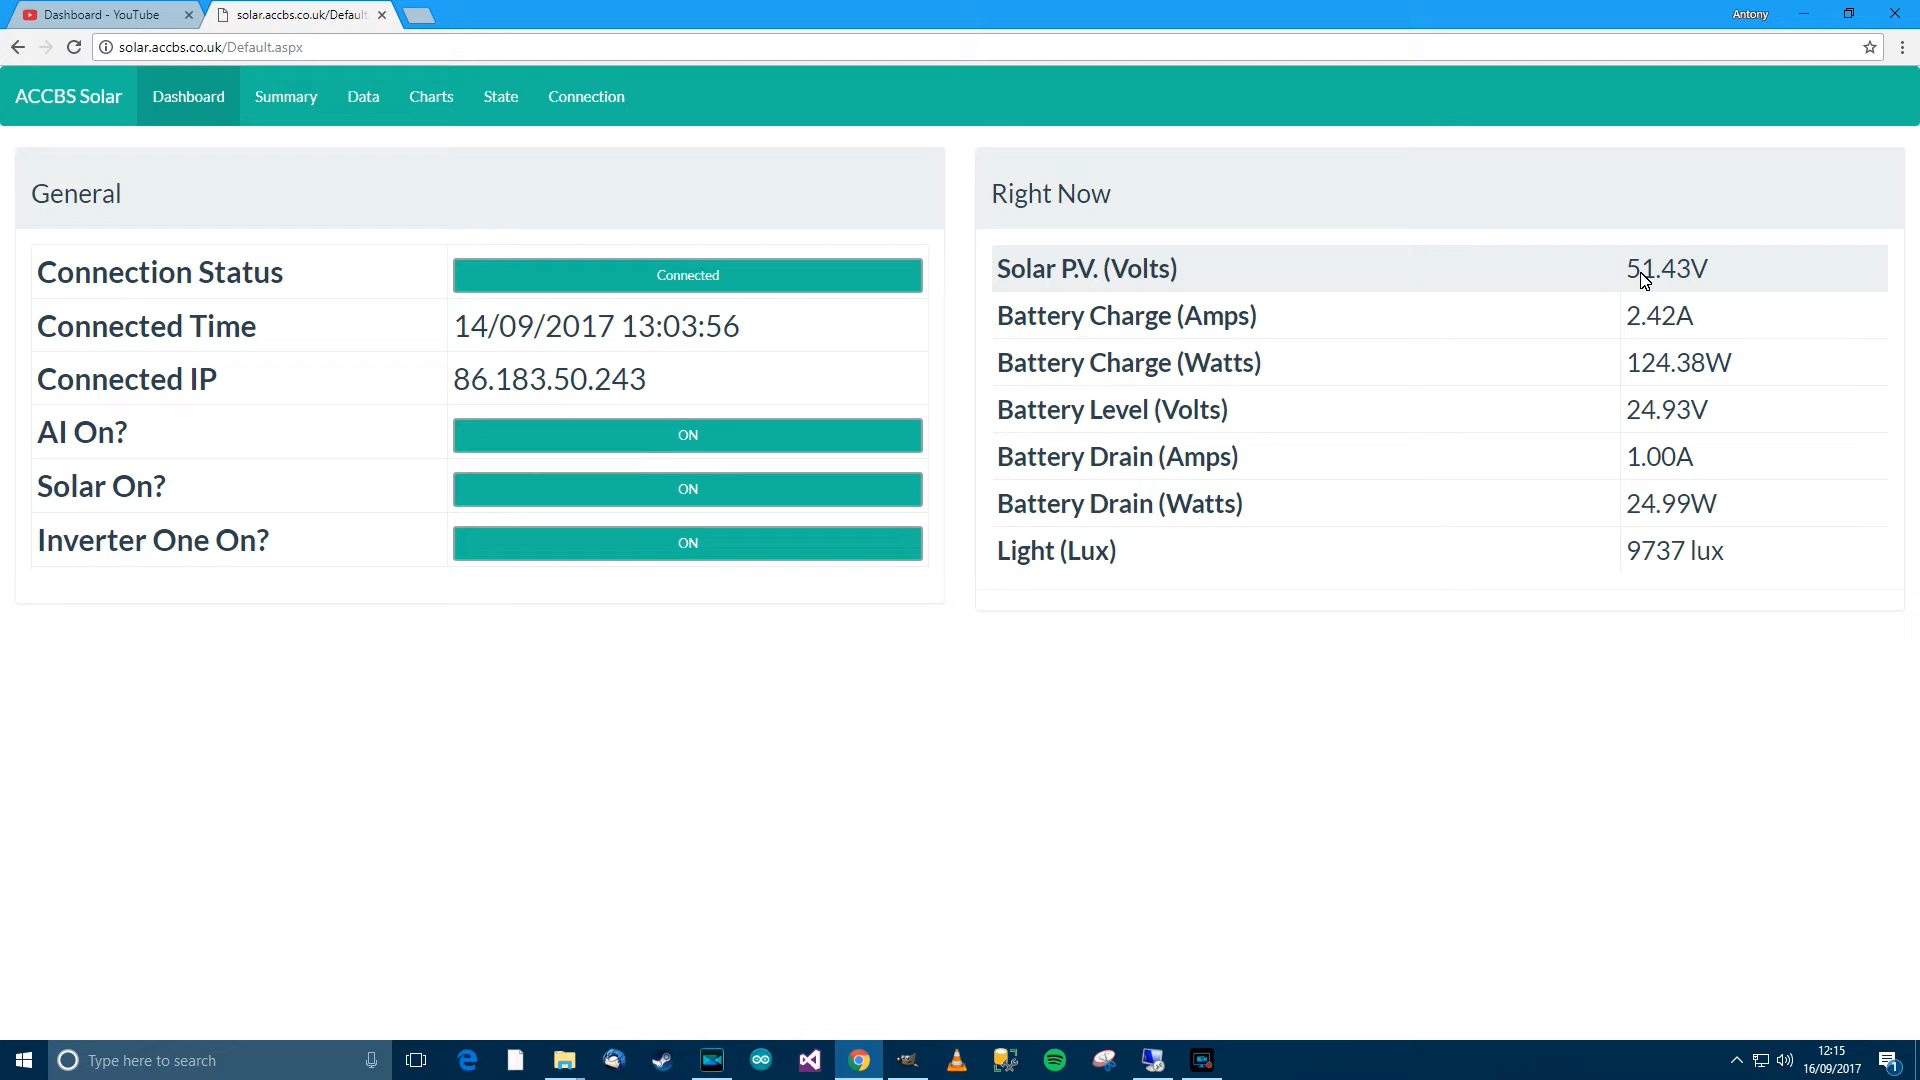 Dashboard - YouTube
solar.accbs.co.uk/Default
Antony
solar.accbs.co.uk/Default.aspx
ACCBS Solar Dashboard Summary Data Charts State Connection
General
Connection Status Connected
Connected Time 14/09/2017 13:03:56
Connected IP 86.183.50.243
AI On? ON
Solar On? ON
Inverter One On? ON
Right Now
Solar P.V. (Volts) 51.43V
Battery Charge (Amps) 2.42A
Battery Charge (Watts) 124.38W
Battery Level (Volts) 24.93V
Battery Drain (Amps) 1.00A
Battery Drain (Watts) 24.99W
Light (Lux) 9737 lux
Type here to search
12:15
16/09/2017
1